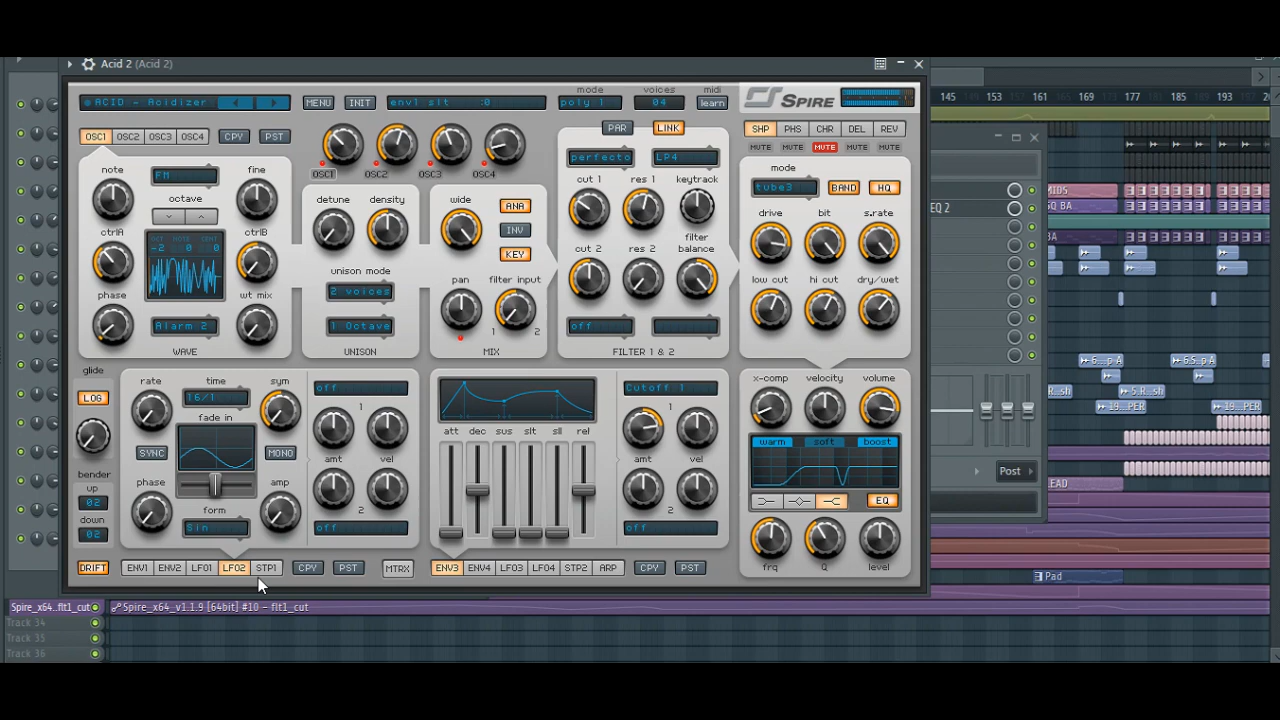 Acid 2 (Acid 2)
ACID - Acidizer
MENU
INIT
env1 slt :0
mode
poly 1
voices
04
midi
learn
SPIRE
OSC1 OSC2 OSC3 OSC4 CPY PST
OSC1 OSC2 OSC3 OSC4
PAR LINK
SHP PHS CHR DEL REV
MUTE MUTE MUTE MUTE MUTE
note
FM
fine
octave
ctrlA
OCT NOTE CENT
-2 0 0
ctrlB
phase
Alarm 2
wt mix
WAVE
detune density
unison mode
2 voices
1 Octave
UNISON
wide
ANA
INV
KEY
pan filter input
1 2
MIX
perfecto LP4
cut 1 res 1 keytrack
cut 2 res 2 filter balance
off
FILTER 1 & 2
mode
tube3 BAND HQ
drive bit s.rate
low cut hi cut dry/wet
glide
LOG
bender
up
02
down
02
DRIFT
rate time sym
16/1
fade in
SYNC MONO
phase form amp
Sin
off
1
amt vel
2
off
ENV1 ENV2 LFO1 LFO2 STP1 CPY PST MTRX
att dec sus slt sll rel
Cutoff 1
1
amt vel
2
off
ENV3 ENV4 LFO3 LFO4 STP2 ARP CPY PST
x-comp velocity volume
warm soft boost
EQ
frq Q level
EQ 2
Post
145 153 161 169 177 185 193
Pad
Spire_x64_v1.1.9 [64bit] #10 - flt1_cut
Spire_x64..flt1_cut
Track 34
Track 35
Track 36